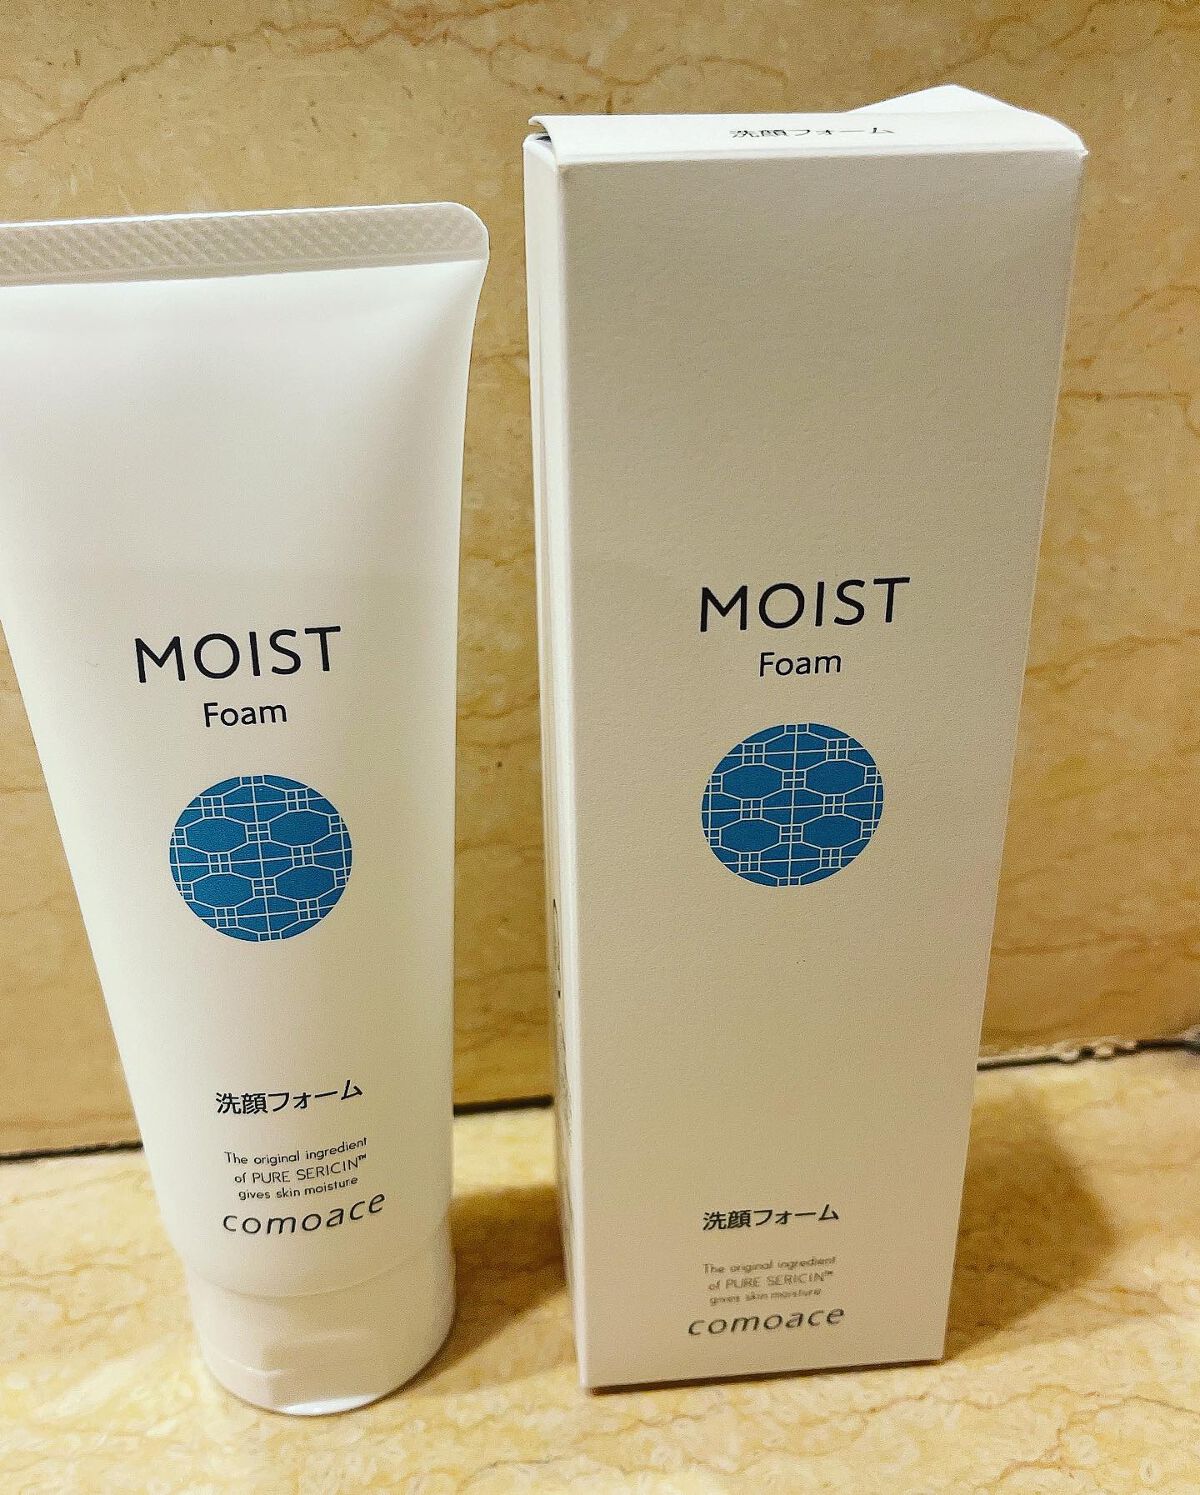 MOIST
Foam
洗顔フォーム
The original ingredient
of PURE SERICIN™
gives skin moisture
comoace
洗顔フォーム
MOIST
Foam
洗顔フォーム
The original ingredient
of PURE SERICIN™
gives skin moisture
comoace